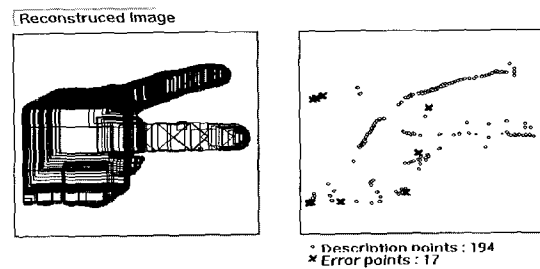 Reconstruced Image
° Description points : 194
× Error points : 17